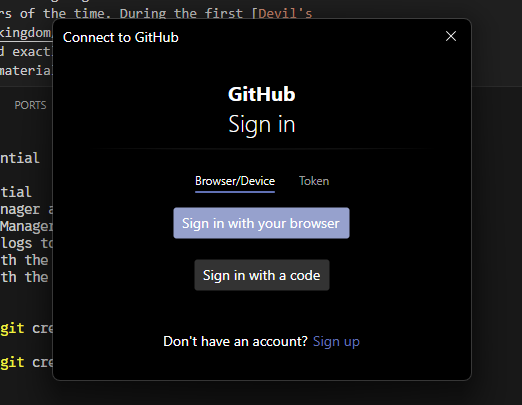 rs of the time. During the first [Devil's
kingdom
d exact
materia
Connect to GitHub
GitHub
Sign in
PORTS
Browser/Device Token
Sign in with your browser
Sign in with a code
Don't have an account? Sign up
ntial
tial
nager a
Manager
logs to
th the
th the
git cre
git cre